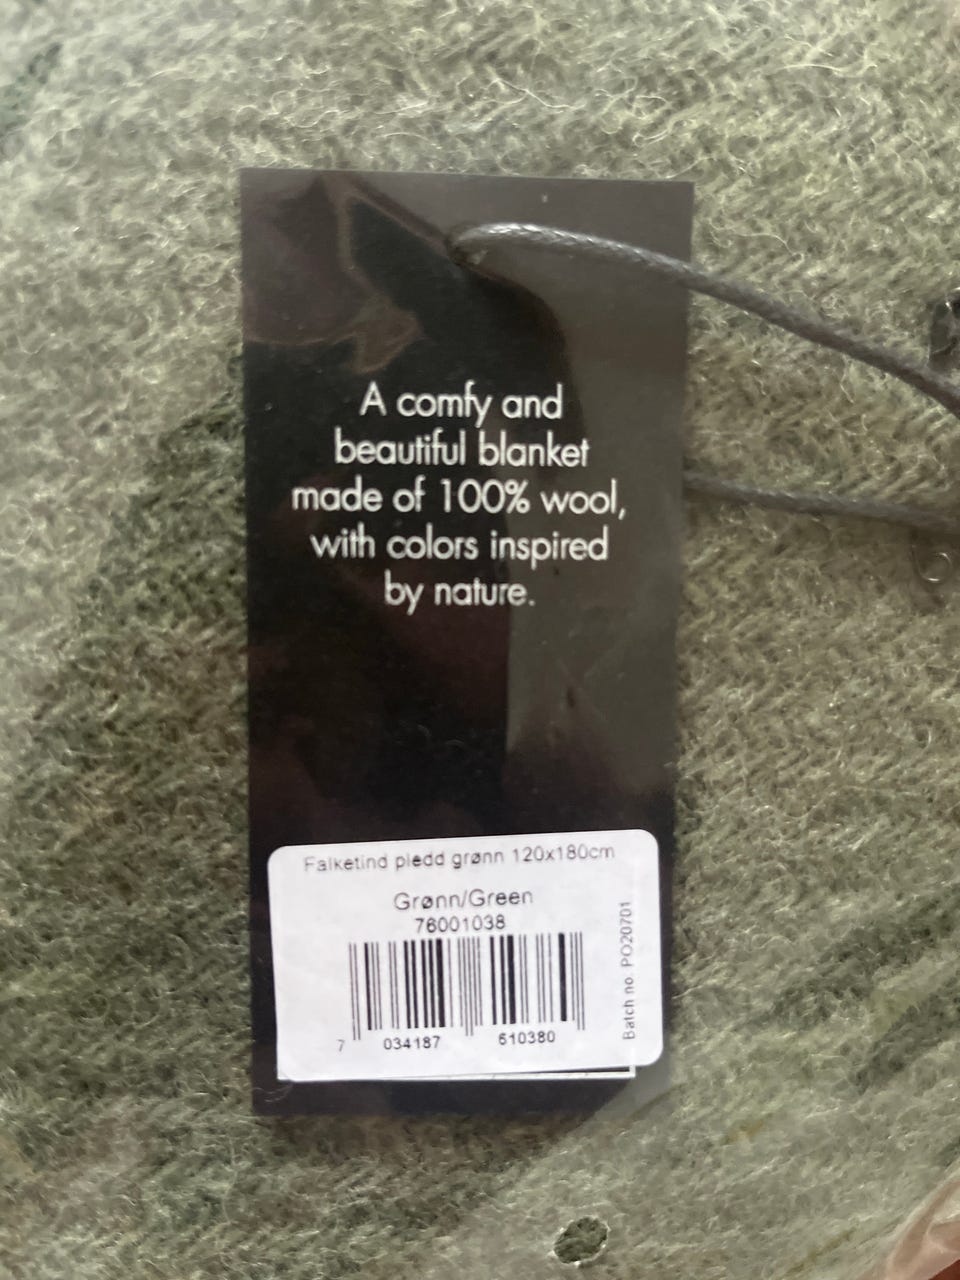 A comfy and
beautiful blanket
made of 100% wool,
with colors inspired
by nature.
Falketind pledd grønn 120x180cm
Grønn/Green
76001038
7 034187 610380
Batch no. PO20701